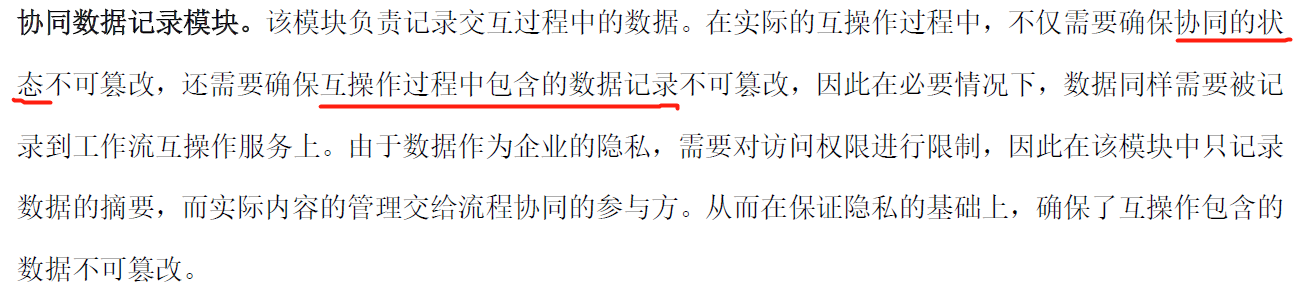 协同数据记录模块。该模块负责记录交互过程中的数据。在实际的互操作过程中，不仅需要确保协同的状
态不可篡改，还需要确保互操作过程中包含的数据记录不可篡改，因此在必要情况下，数据同样需要被记
录到工作流互操作服务上。由于数据作为企业的隐私，需要对访问权限进行限制，因此在该模块中只记录
数据的摘要，而实际内容的管理交给流程协同的参与方。从而在保证隐私的基础上，确保了互操作包含的
数据不可篡改。